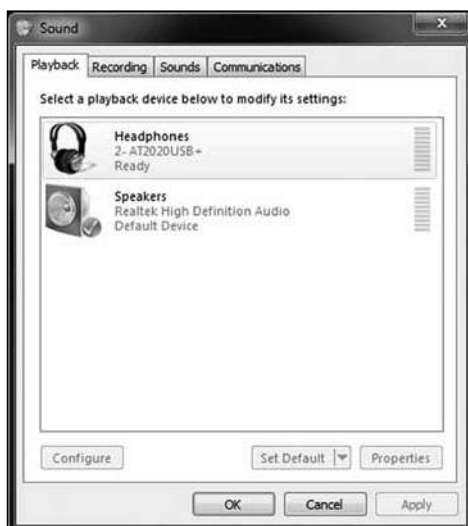 Sound
x
Playback Recording Sounds Communications
Select a playback device below to modify its settings:
Headphones
2- AT2020USB+
Ready
Speakers
Realtek High Definition Audio
Default Device
Configure Set Default Properties
OK Cancel Apply